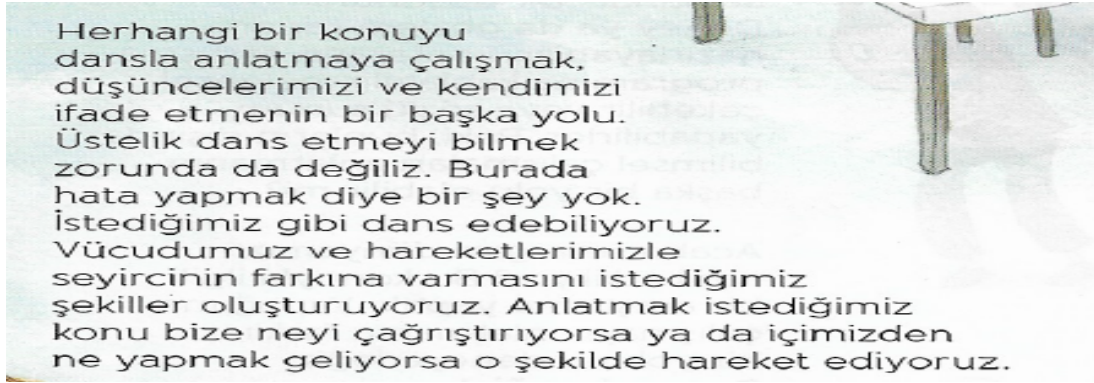 Herhangi bir konuyu
dansla anlatmaya çalışmak,
düşüncelerimizi ve kendimizi
ifade etmenin bir başka yolu.
Üstelik dans etmeyi bilmek
zorunda da değiliz. Burada
hata yapmak diye bir şey yok.
İstediğimiz gibi dans edebiliyoruz.
Vücudumuz ve hareketlerimizle
seyircinin farkına varmasını istediğimiz
şekiller oluşturuyoruz. Anlatmak istediğimiz
konu bize neyi çağrıştırıyorsa ya da içimizden
ne yapmak geliyorsa o şekilde hareket ediyoruz.